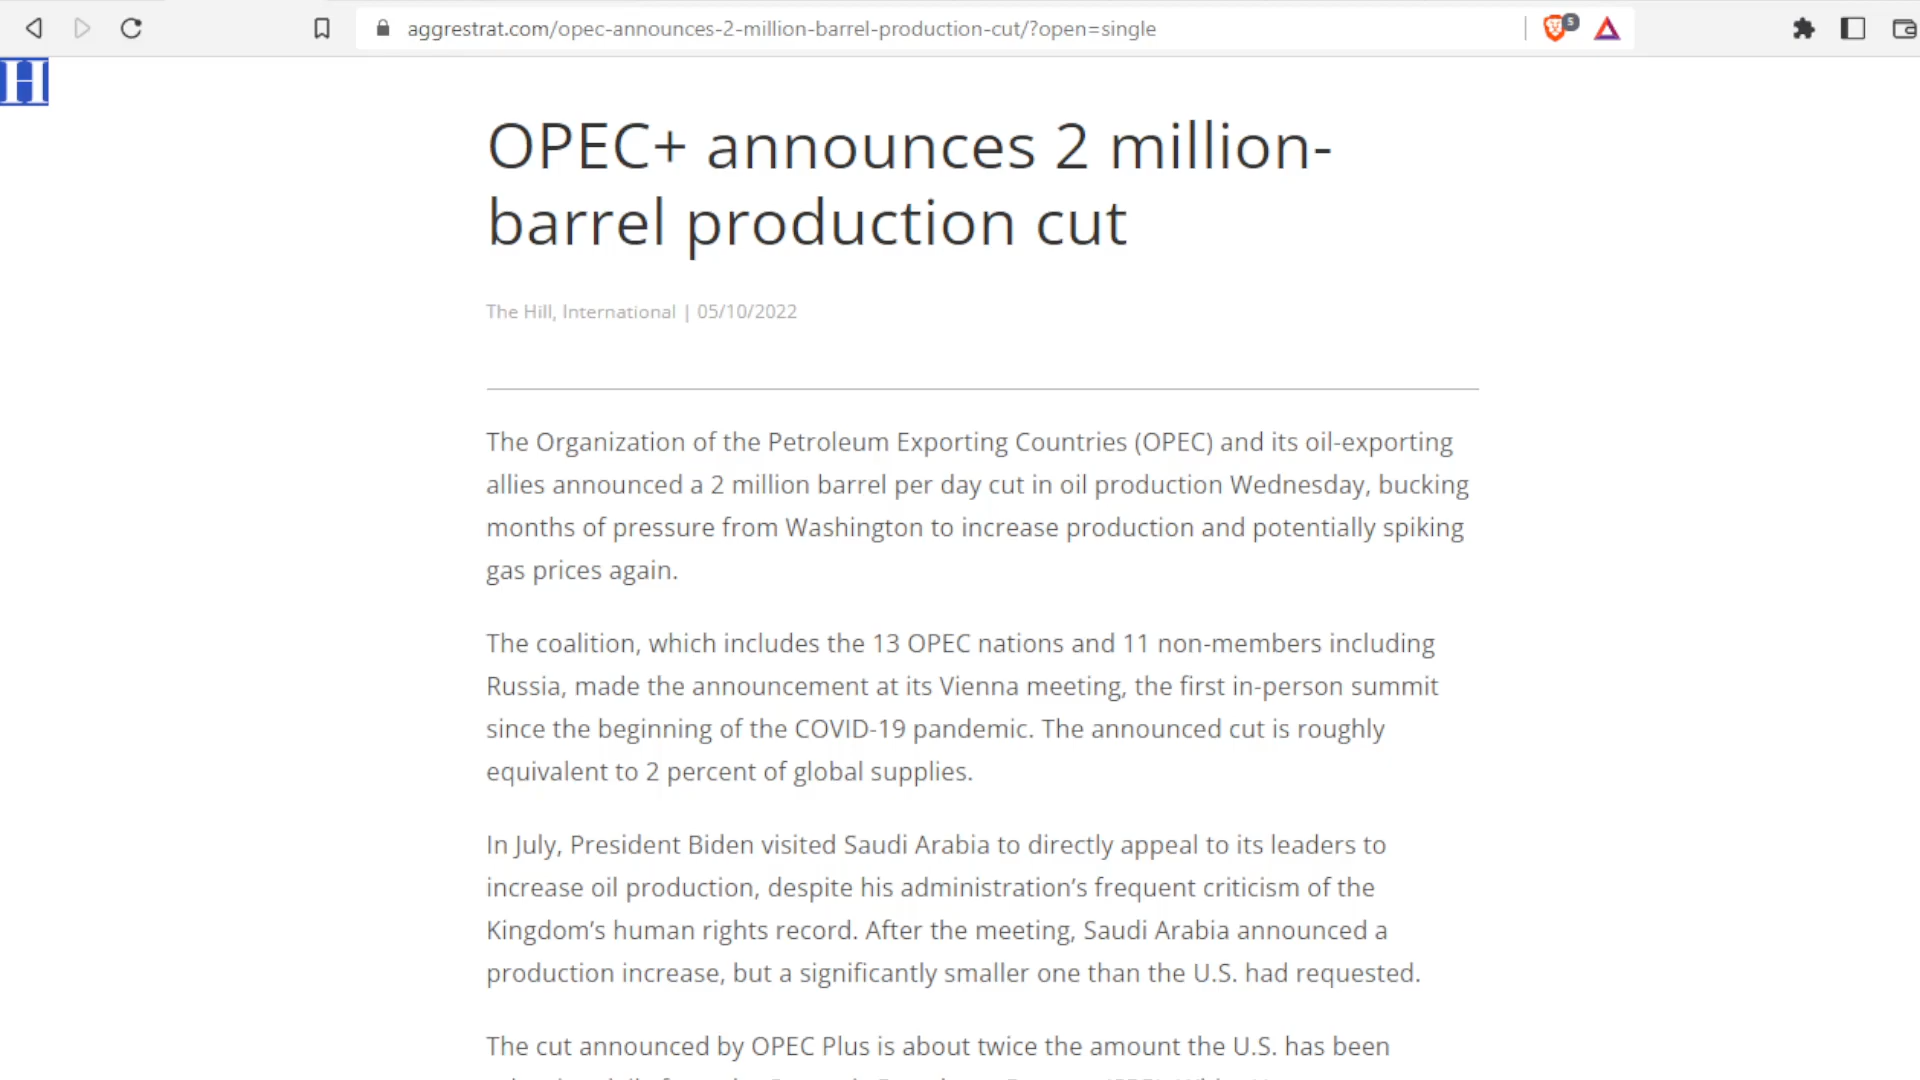 aggrestrat.com/opec-announces-2-million-barrel-production-cut/?open=single
5
H
OPEC+ announces 2 million-
barrel production cut
The Hill, International | 05/10/2022
The Organization of the Petroleum Exporting Countries (OPEC) and its oil-exporting
allies announced a 2 million barrel per day cut in oil production Wednesday, bucking
months of pressure from Washington to increase production and potentially spiking
gas prices again.
The coalition, which includes the 13 OPEC nations and 11 non-members including
Russia, made the announcement at its Vienna meeting, the first in-person summit
since the beginning of the COVID-19 pandemic. The announced cut is roughly
equivalent to 2 percent of global supplies.
In July, President Biden visited Saudi Arabia to directly appeal to its leaders to
increase oil production, despite his administration’s frequent criticism of the
Kingdom’s human rights record. After the meeting, Saudi Arabia announced a
production increase, but a significantly smaller one than the U.S. had requested.
The cut announced by OPEC Plus is about twice the amount the U.S. has been